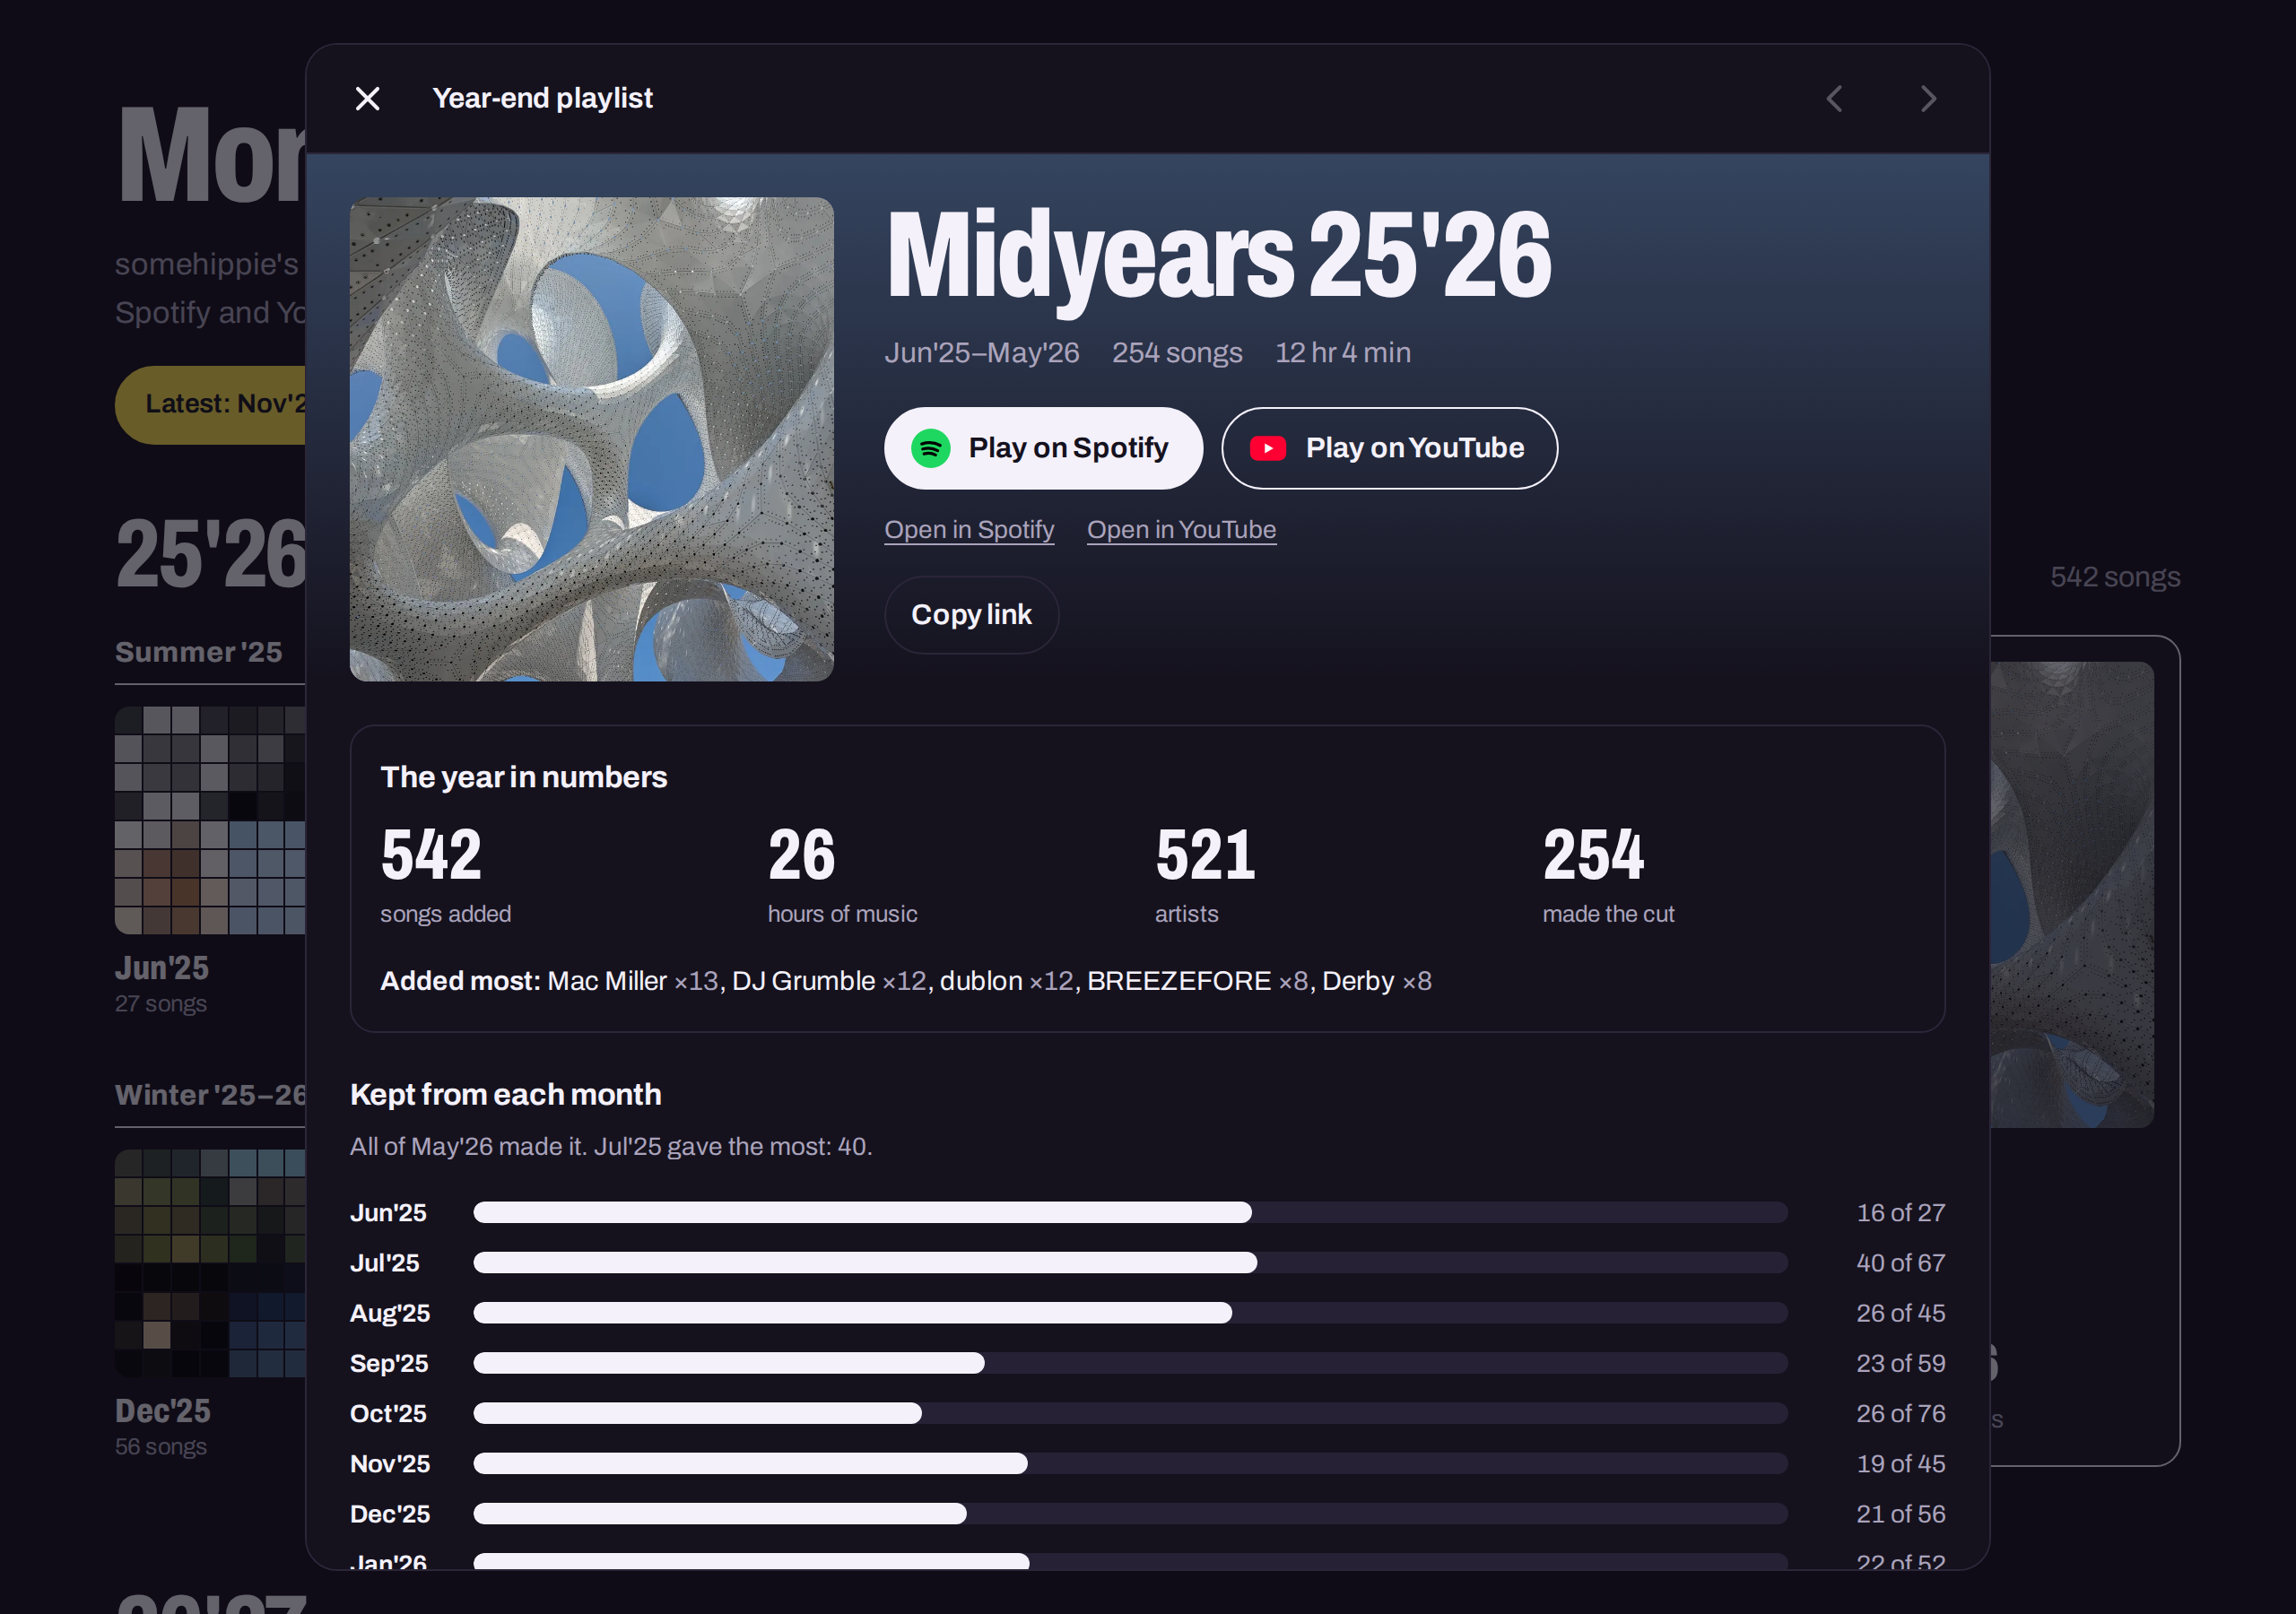 Year-end playlist
Mor
somehippie's
Spotify and Yo
Latest: Nov'2
Midyears 25'26
Jun'25–May'26 254 songs 12 hr 4 min
Play on Spotify Play on YouTube
Open in Spotify Open in YouTube
Copy link
25'26
542 songs
Summer '25
Jun'25
27 songs
Winter '25–26
Dec'25
56 songs
The year in numbers
542 26 521 254
songs added hours of music artists made the cut
Added most: Mac Miller ×13, DJ Grumble ×12, dublon ×12, BREEZEFORE ×8, Derby ×8
Kept from each month
All of May'26 made it. Jul'25 gave the most: 40.
Jun'25 16 of 27
Jul'25 40 of 67
Aug'25 26 of 45
Sep'25 23 of 59
Oct'25 26 of 76
Nov'25 19 of 45
Dec'25 21 of 56
Jan'26 22 of 52